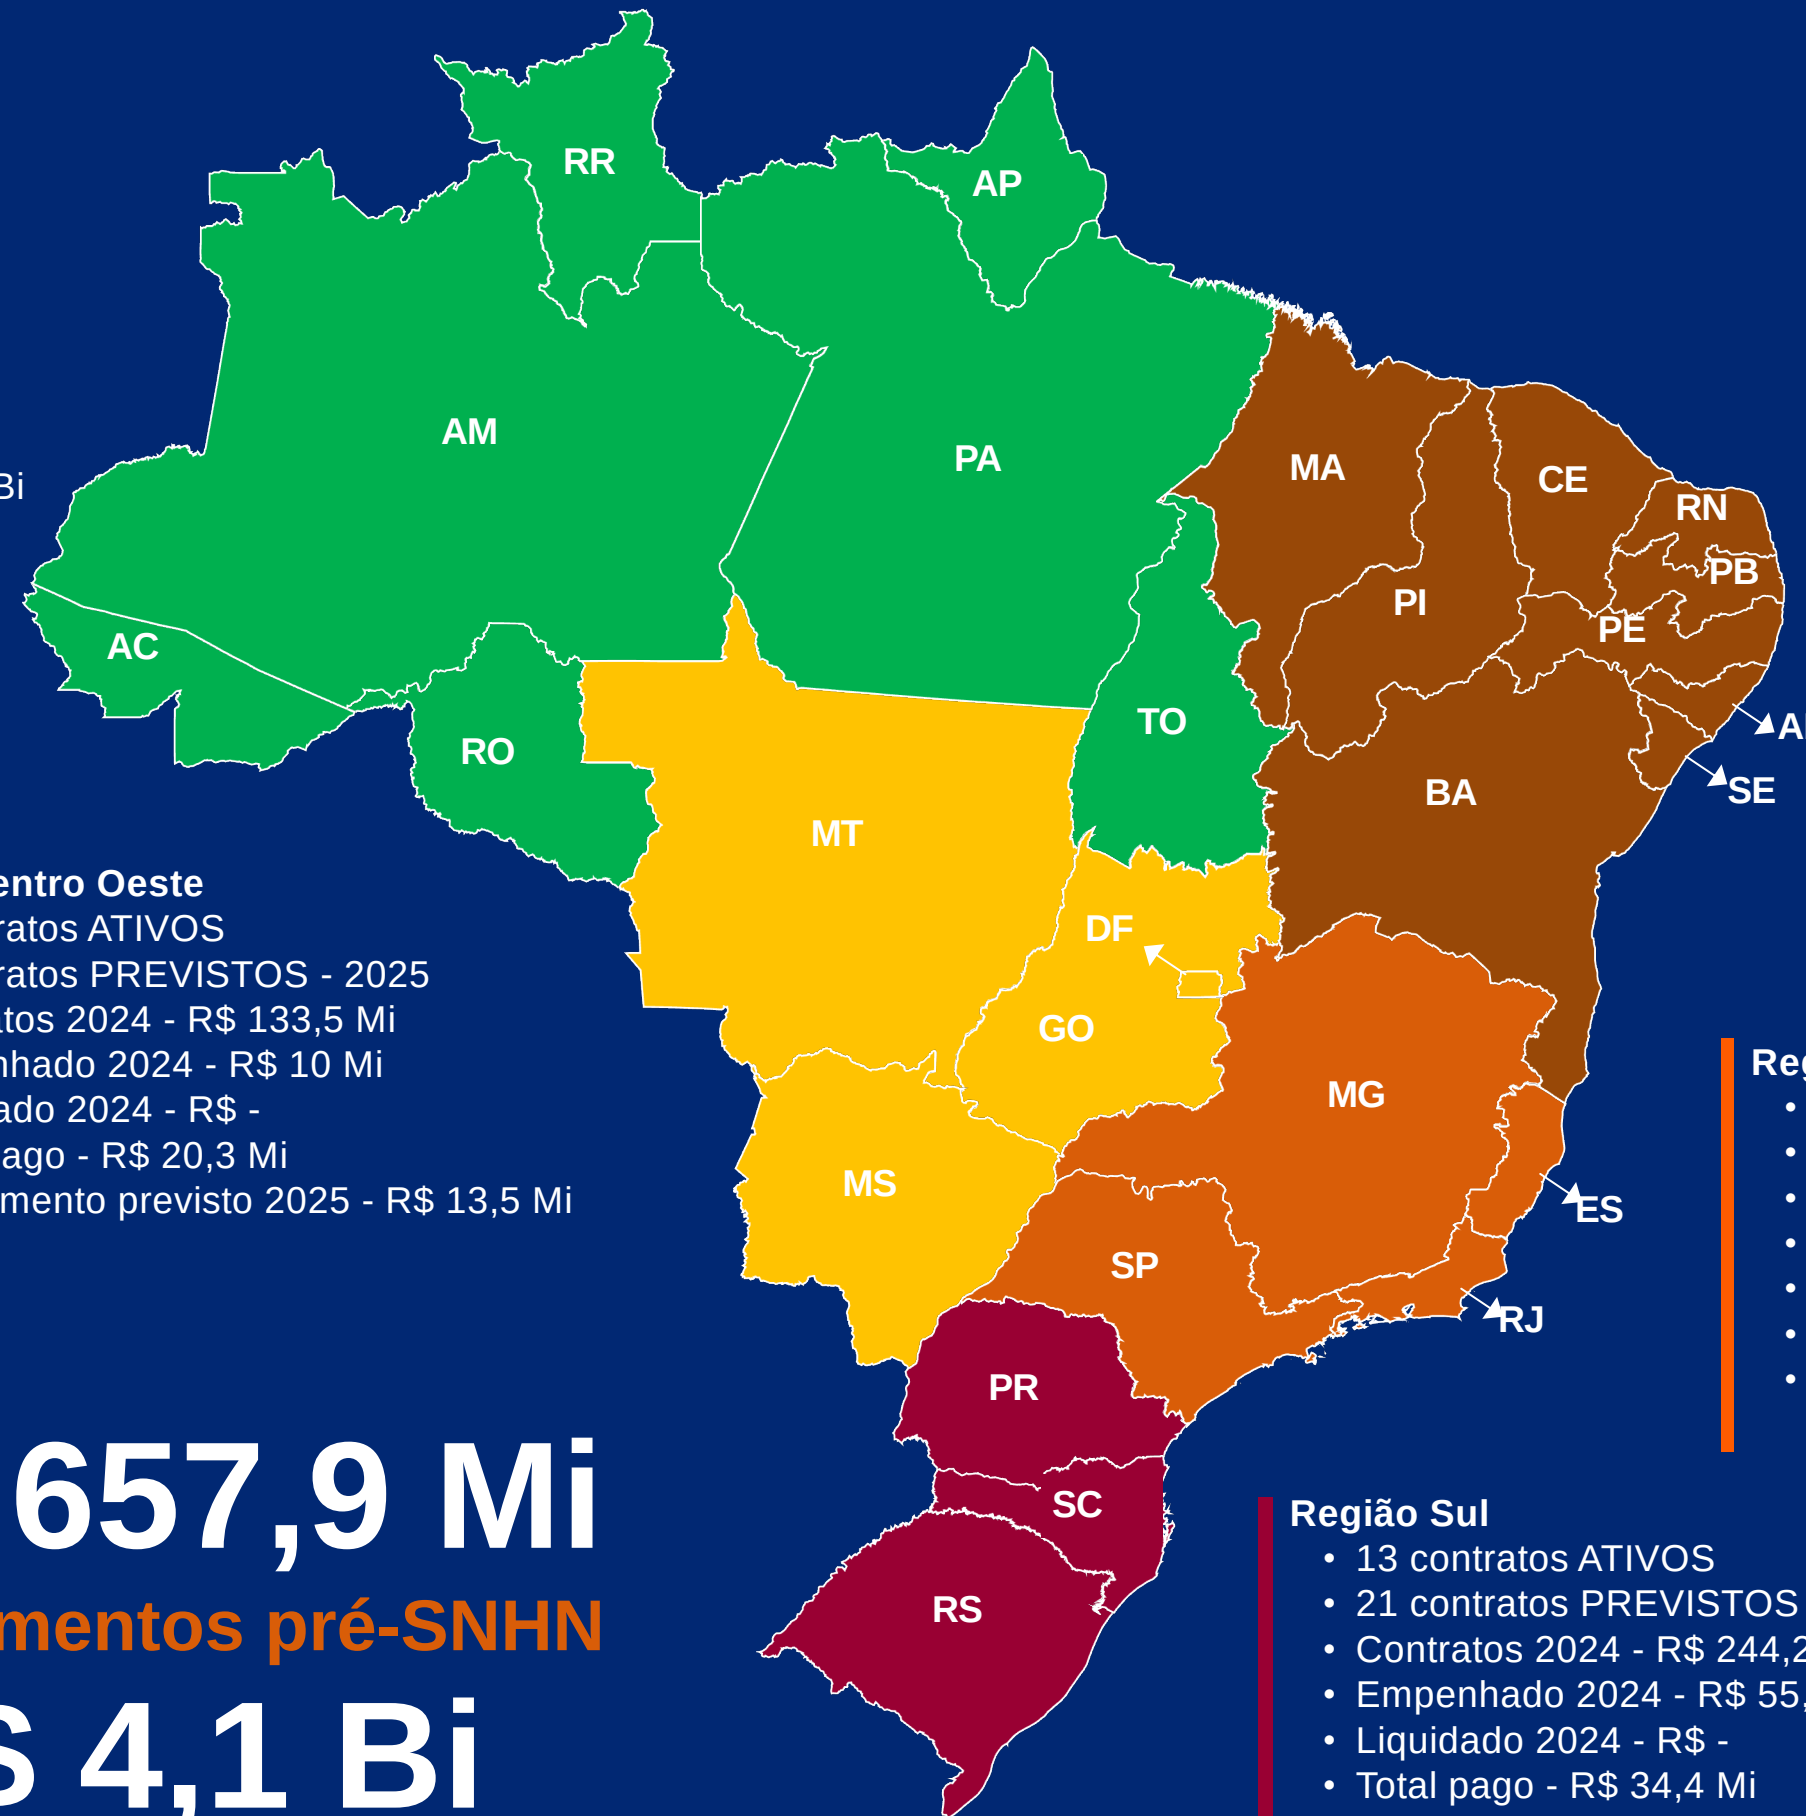 RR
AP
AM
PA
MA
CE
Bi
RN
PB
PI
PE
AC
TO
RO
SE
BA
MT
entro Oeste
ratos ATIVOS
ratos PREVISTOS - 2025
atos 2024 - R$ 133,5 Mi
nhado 2024 - R$ 10 Mi
ado 2024 - R$ -
ago - R$ 20,3 Mi
mento previsto 2025 - R$ 13,5 Mi
DF
GO
MG
MS
ES
SP
RJ
PR
SC
RS
Reg
657,9 Mi
mentos pré-SNHN
$ 4,1 Bi
Região Sul
• 13 contratos ATIVOS
• 21 contratos PREVISTOS
• Contratos 2024 - R$ 244,2
• Empenhado 2024 - R$ 55,
• Liquidado 2024 - R$ -
• Total pago - R$ 34,4 Mi